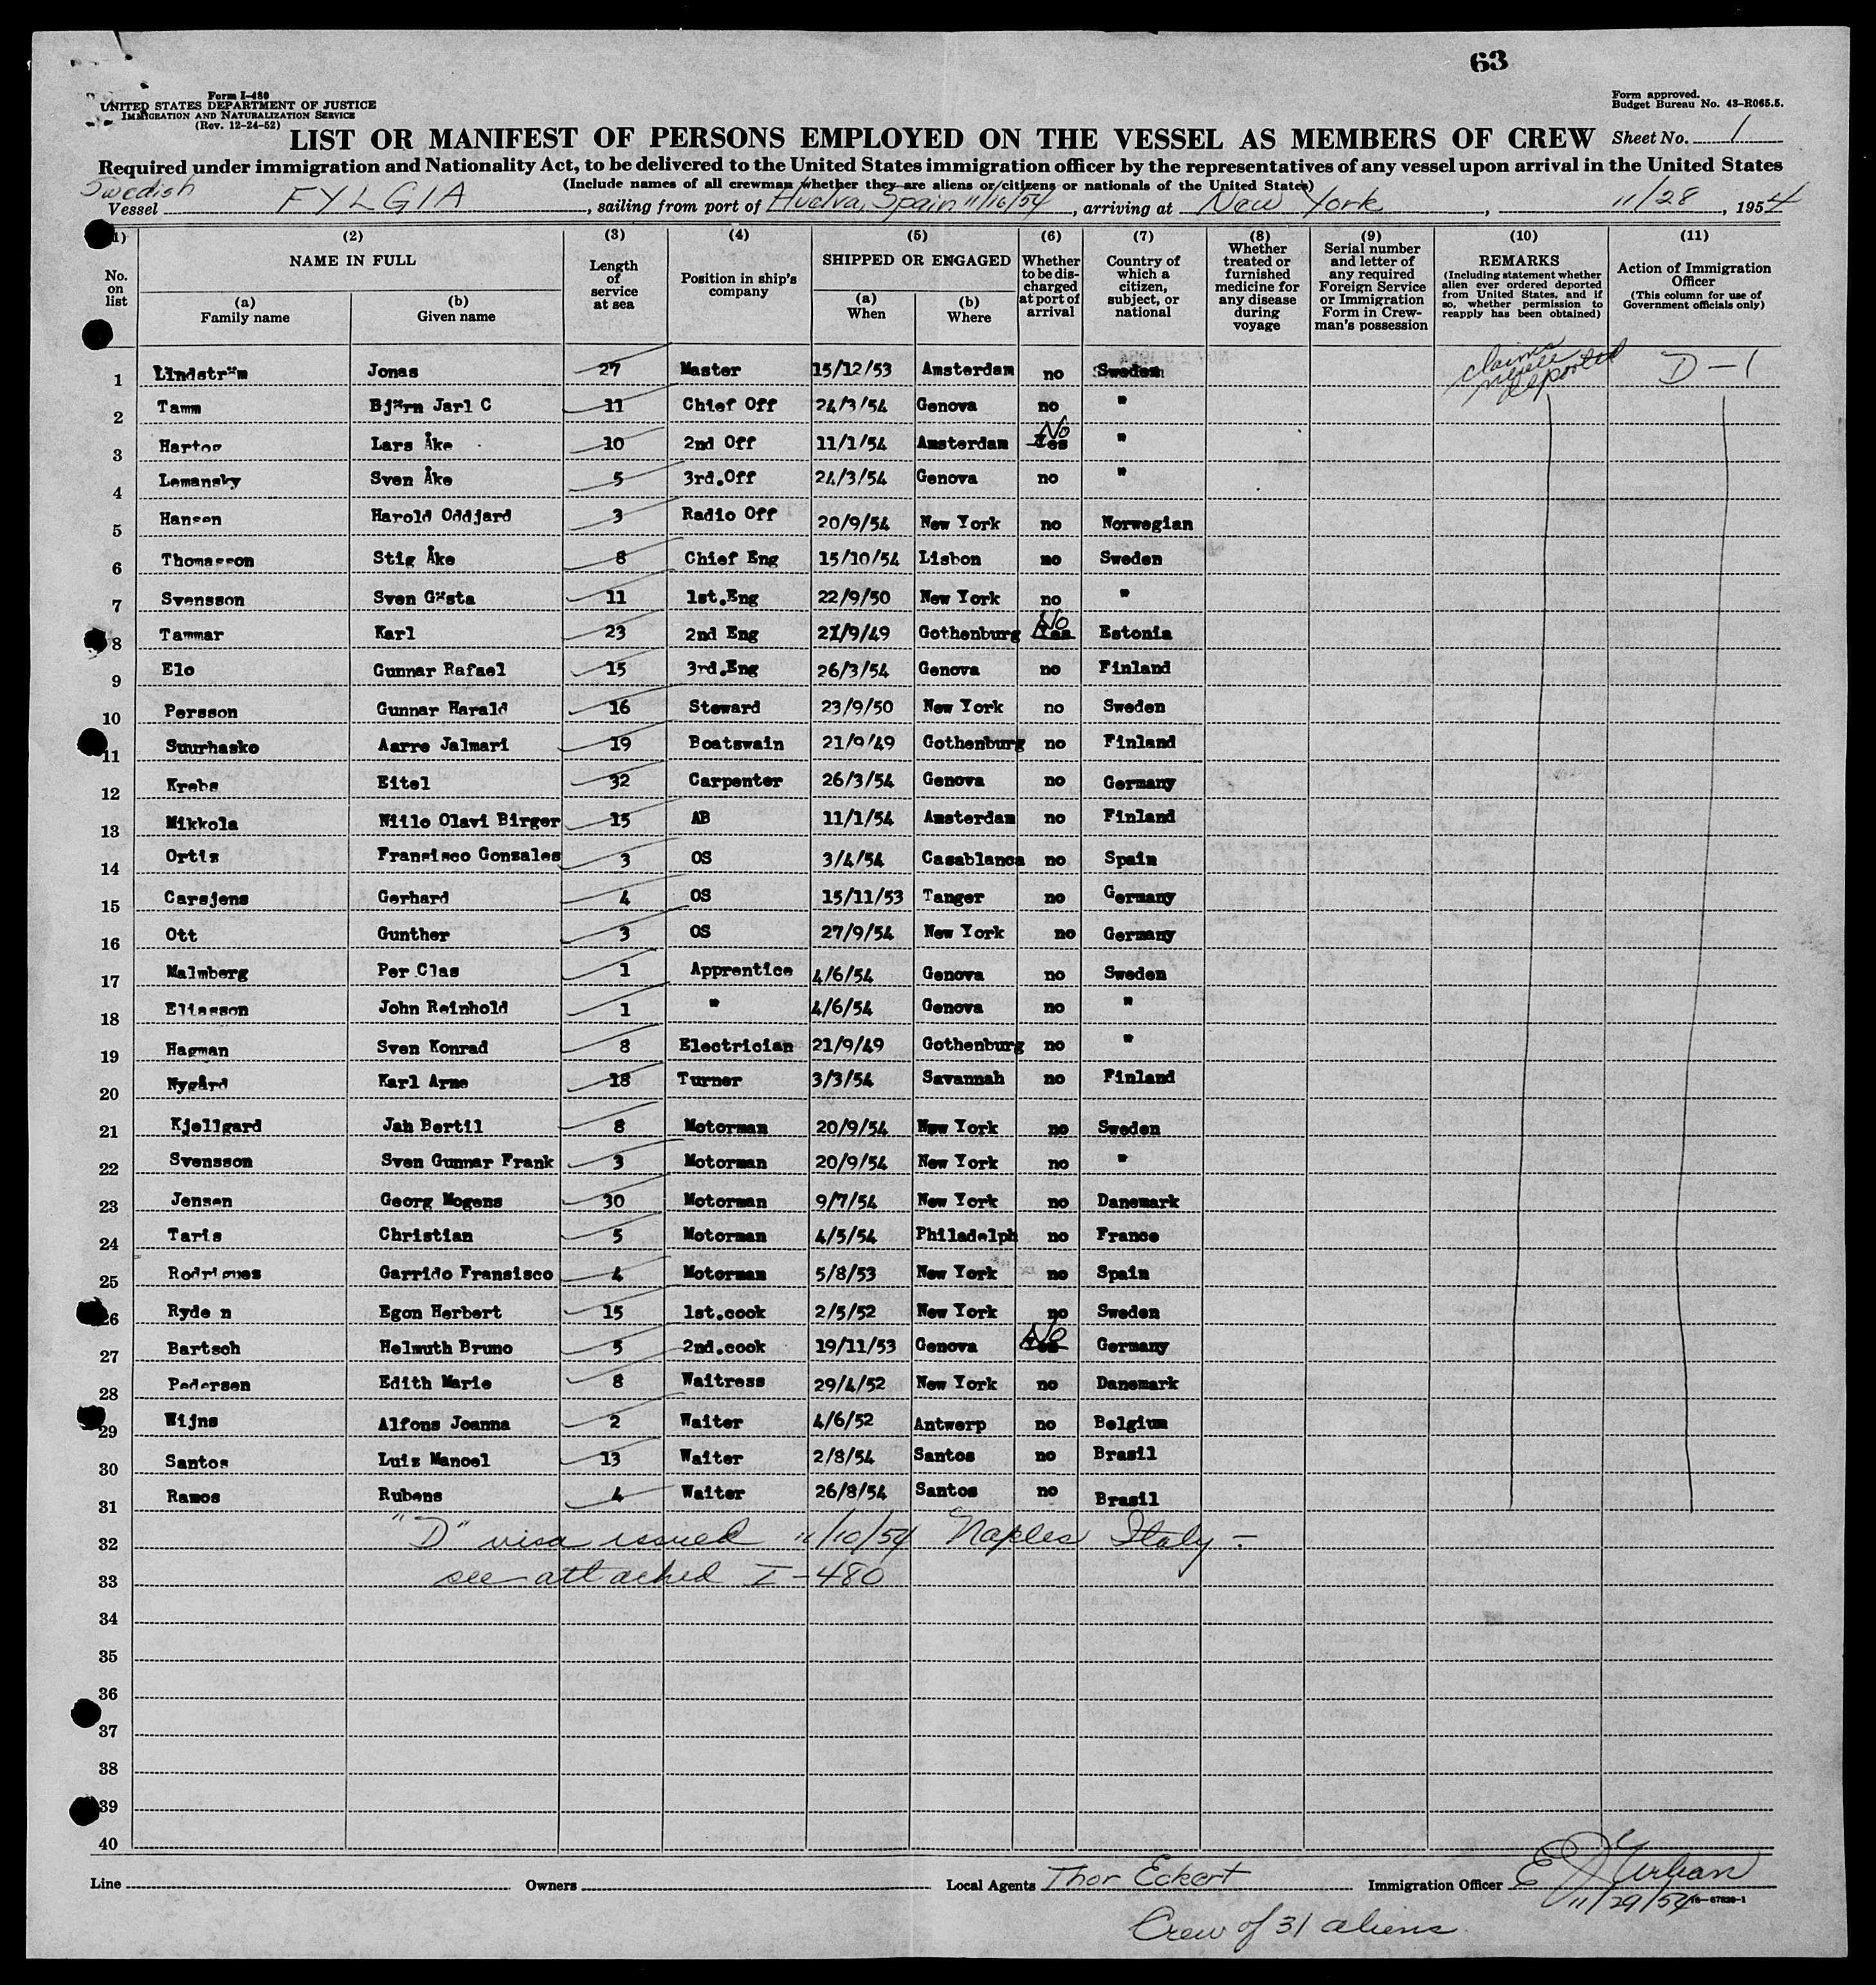 63
Form I-480
UNITED STATES DEPARTMENT OF JUSTICE
IMMIGRATION AND NATURALIZATION SERVICE
(Rev. 12-24-52)
Form approved.
Budget Bureau No. 43-R065.5.
LIST OR MANIFEST OF PERSONS EMPLOYED ON THE VESSEL AS MEMBERS OF CREW Sheet No. 1
Required under immigration and Nationality Act, to be delivered to the United States immigration officer by the representatives of any vessel upon arrival in the United States
(Include names of all crewman whether they are aliens or citizens or nationals of the United States)
Swedish
Vessel FYLGIA, sailing from port of Huelva, Spain 11/16/54, arriving at New York, 11/28, 1954
(1) (2) (3) (4) (5) (6) (7) (8) (9) (10) (11)
No. on list
NAME IN FULL
(a) Family name
(b) Given name
Length of service at sea
Position in ship's company
SHIPPED OR ENGAGED
(a) When
(b) Where
Whether to be discharged at port of arrival
Country of which a citizen, subject, or national
Whether treated or furnished medicine for any disease during voyage
Serial number and letter of any required Foreign Service or Immigration Form in Crewman's possession
REMARKS
(Including statement whether alien ever ordered deported from United States, and if so, whether permission to reapply has been obtained)
Action of Immigration Officer
(This column for use of Government officials only)
1 Lindstr"m Jonas 27 Master 15/12/53 Amsterdam no Sweden claims never deported D-1
2 Tamm Bj"rn Jarl C 11 Chief Off 24/3/54 Genova no "
3 Hartog Lars Åke 10 2nd Off 11/1/54 Amsterdam Yes No "
4 Lemansky Sven Åke 5 3rd.Off 24/3/54 Genova no "
5 Hansen Harold Oddjard 3 Radio Off 20/9/54 New York no Norwegian
6 Thomasson Stig Åke 8 Chief Eng 15/10/54 Lisbon no Sweden
7 Svensson Sven G"sta 11 1st.Eng 22/9/50 New York no "
8 Tammar Karl 23 2nd Eng 21/9/49 Gothenburg Yes No Estonia
9 Elo Gunnar Rafael 15 3rd.Eng 26/3/54 Genova no Finland
10 Persson Gunnar Harald 16 Steward 23/9/50 New York no Sweden
11 Suurhasko Aarre Jalmari 19 Boatswain 21/9/49 Gothenburg no Finland
12 Krebs Eitel 32 Carpenter 26/3/54 Genova no Germany
13 Mikkola Niilo Olavi Birger 15 AB 11/1/54 Amsterdam no Finland
14 Ortiz Fransisco Gonsales 3 OS 3/4/54 Casablanca no Spain
15 Carsjens Gerhard 4 OS 15/11/53 Tanger no Germany
16 Ott Gunther 3 OS 27/9/54 New York no Germany
17 Malmberg Per Clas 1 Apprentice 4/6/54 Genova no Sweden
18 Eliasson John Reinhold 1 " 4/6/54 Genova no "
19 Hagman Sven Konrad 8 Electrician 21/9/49 Gothenburg no "
20 Nygård Karl Arne 18 Turner 3/3/54 Savannah no Finland
21 Kjellgard Jan Bertil 8 Motorman 20/9/54 New York no Sweden
22 Svensson Sven Gunnar Frank 3 Motorman 20/9/54 New York no "
23 Jensen Georg Mogens 30 Motorman 9/7/54 New York no Danemark
24 Taris Christian 5 Motorman 4/5/54 Philadelph no France
25 Rodrigues Garrido Fransisco 4 Motorman 5/8/53 New York no Spain
26 Ryde n Egon Herbert 15 1st.cook 2/5/52 New York no Sweden
27 Bartsch Helmuth Bruno 5 2nd.cook 19/11/53 Genova Yes No Germany
28 Pedersen Edith Marie 8 Waitress 29/4/52 New York no Danemark
29 Wijns Alfons Joanna 2 Waiter 4/6/52 Antwerp no Belgium
30 Santos Luiz Manoel 13 Waiter 2/8/54 Santos no Brasil
31 Ramos Rubens 4 Waiter 26/8/54 Santos no Brasil
32 "D" visa issued 11/10/54 Naples Italy -
33 see attached I-480
34
35
36
37
38
39
40
Line Owners Local Agents Thor Eckert Immigration Officer
11/29/54 16-67820-1
Crew of 31 aliens